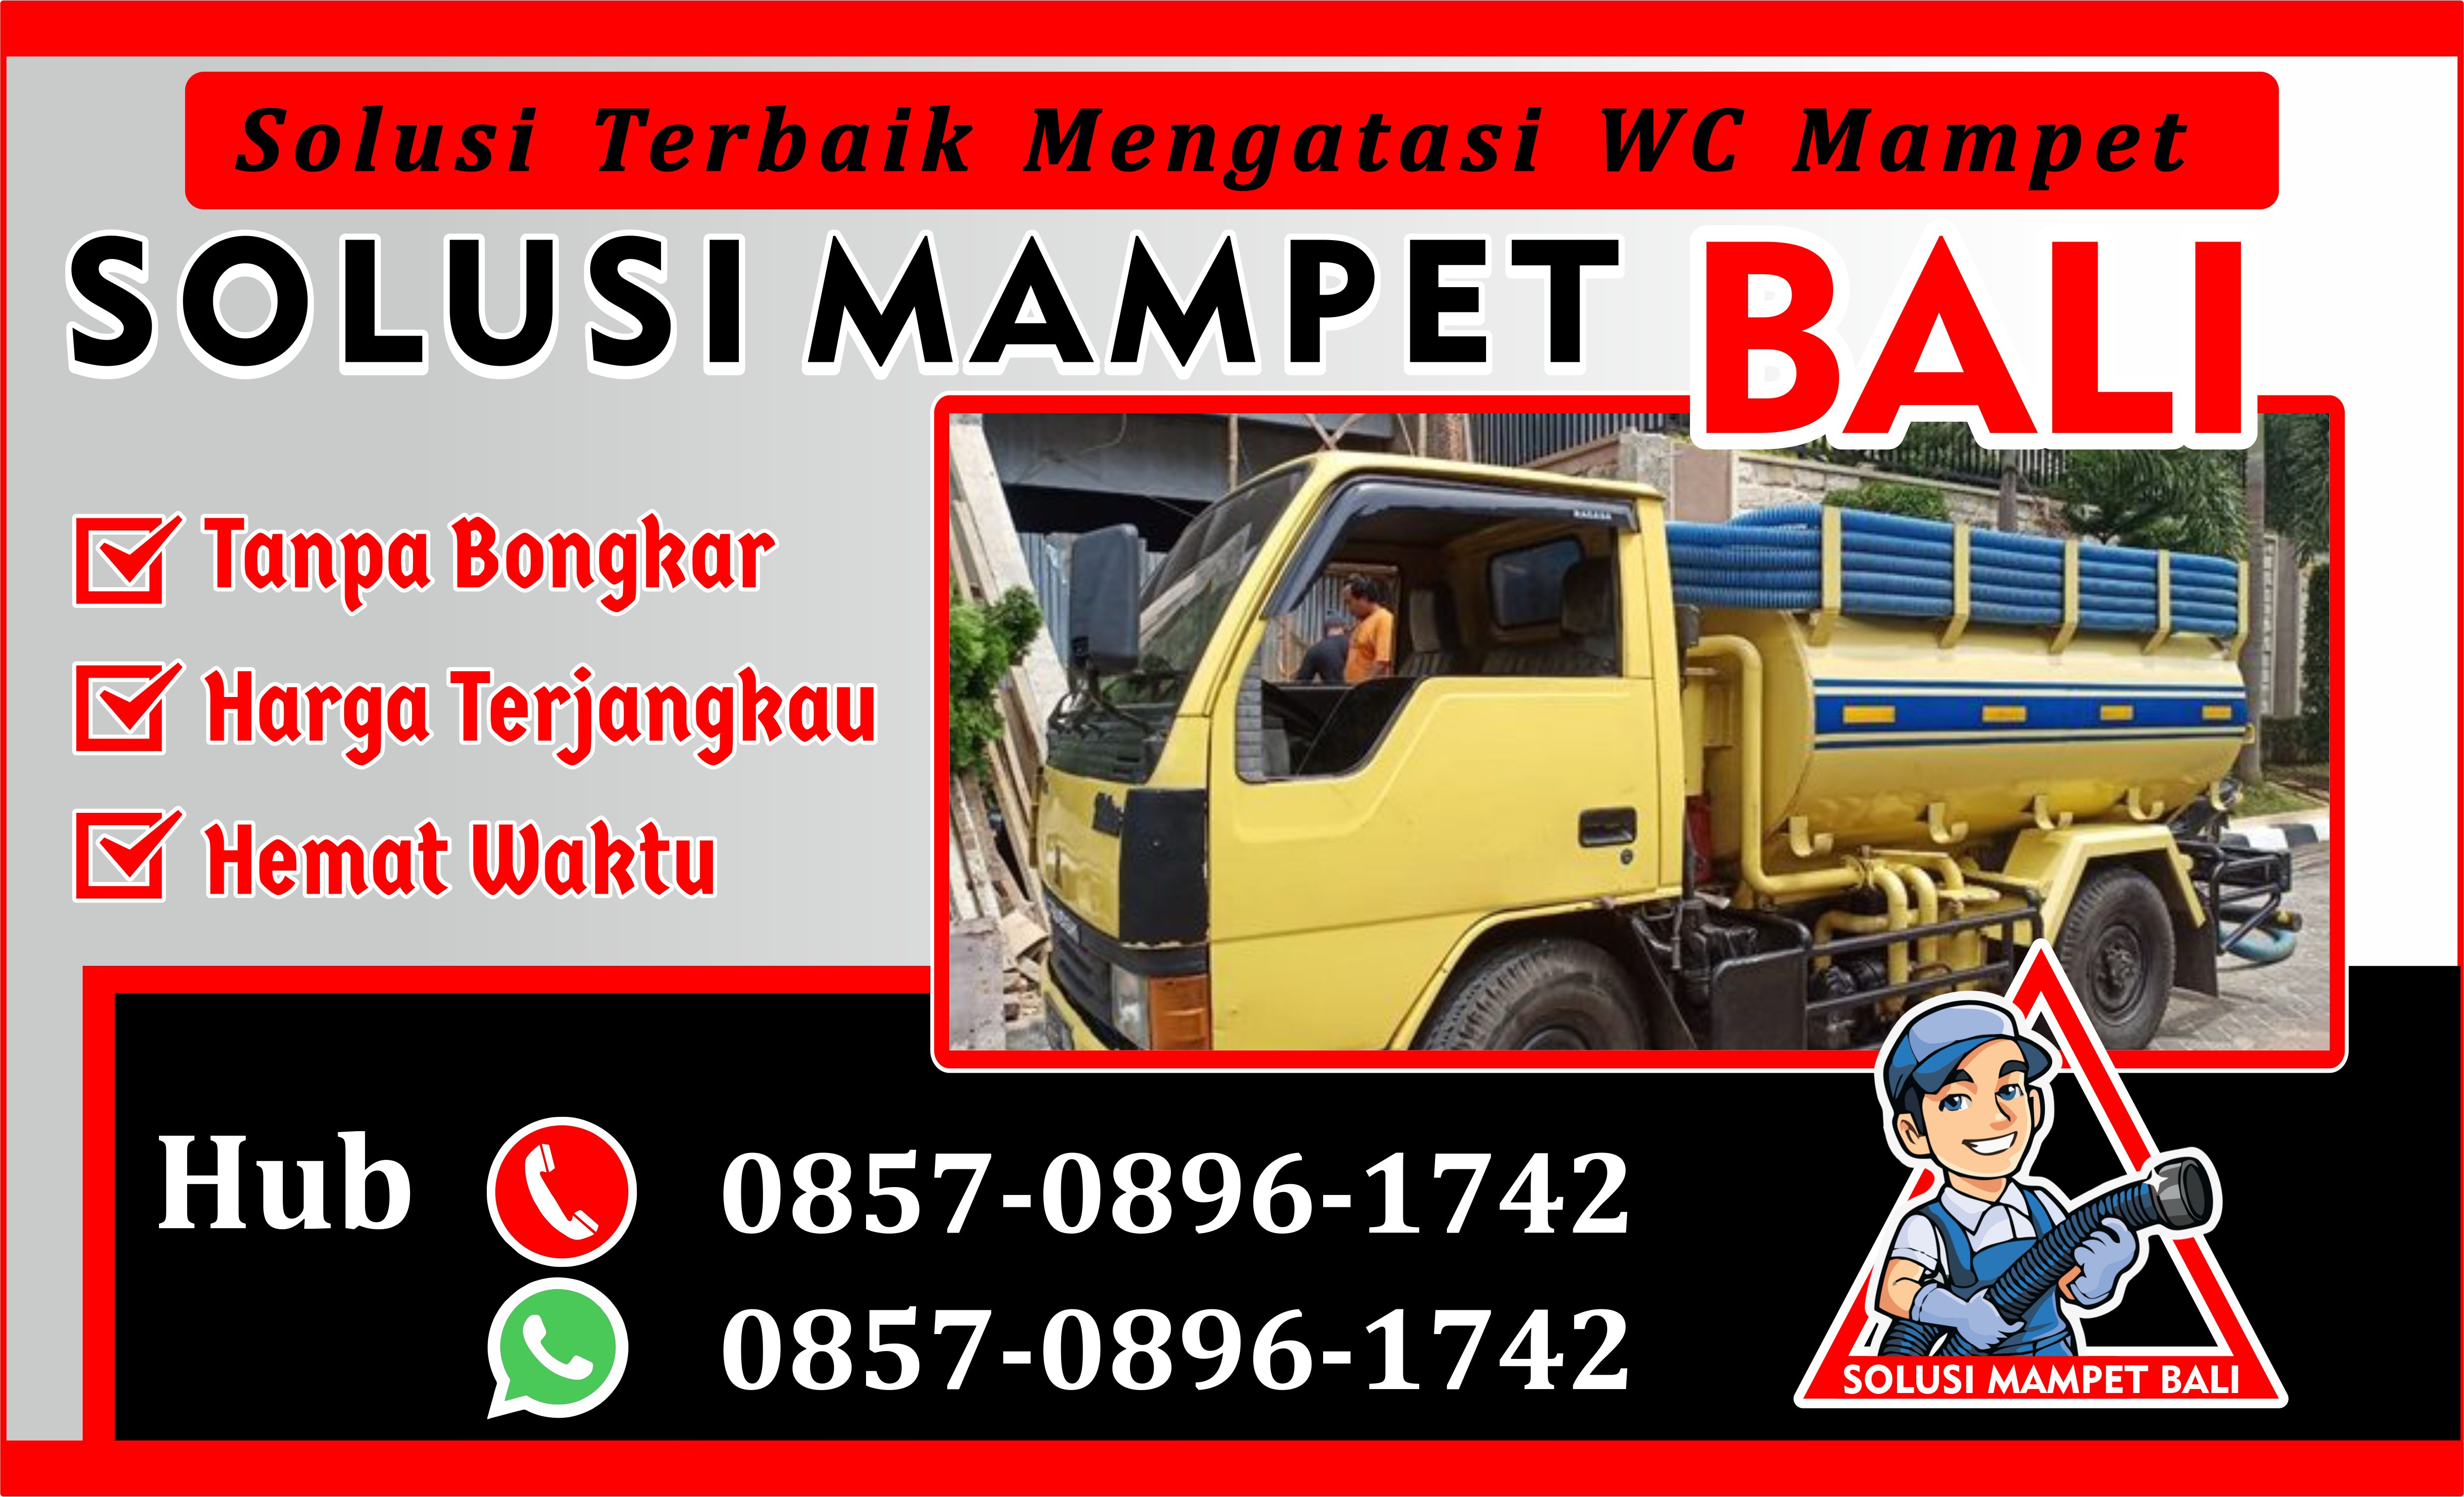 Solusi Terbaik Mengatasi WC Mampet
SOLUSI MAMPET BALI
Tanpa Bongkar
Harga Terjangkau
Hemat Waktu
Hub 0857-0896-1742
0857-0896-1742
SOLUSI MAMPET BALI